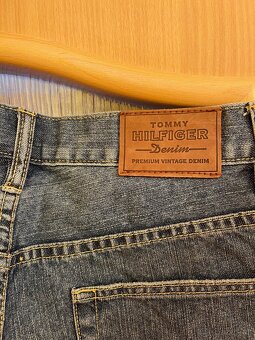 TOMMY
HILFIGER
Denim
PREMIUM VINTAGE DENIM